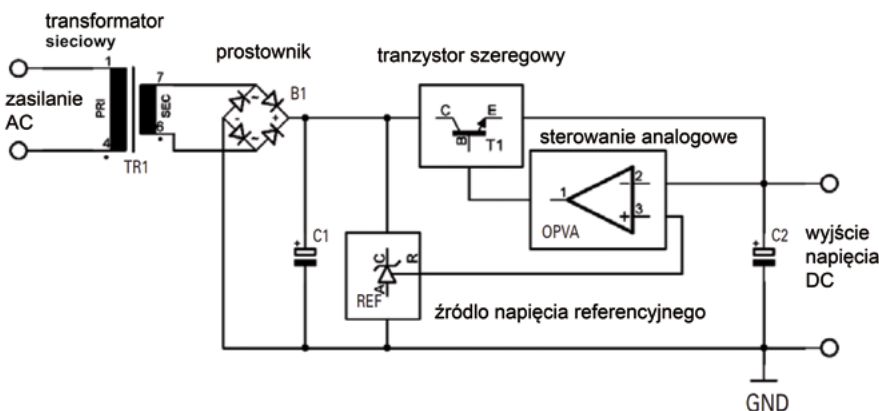 transformator
sieciowy
prostownik
tranzystor szeregowy
zasilanie
AC
1
4
PRI
SEC
7
6
TR1
B1
~
~
-
+
C
E
B
T1
sterowanie analogowe
1
2
3
-
+
OPVA
+
C1
C
A
R
REF
źródło napięcia referencyjnego
+
C2
wyjście
napięcia
DC
GND